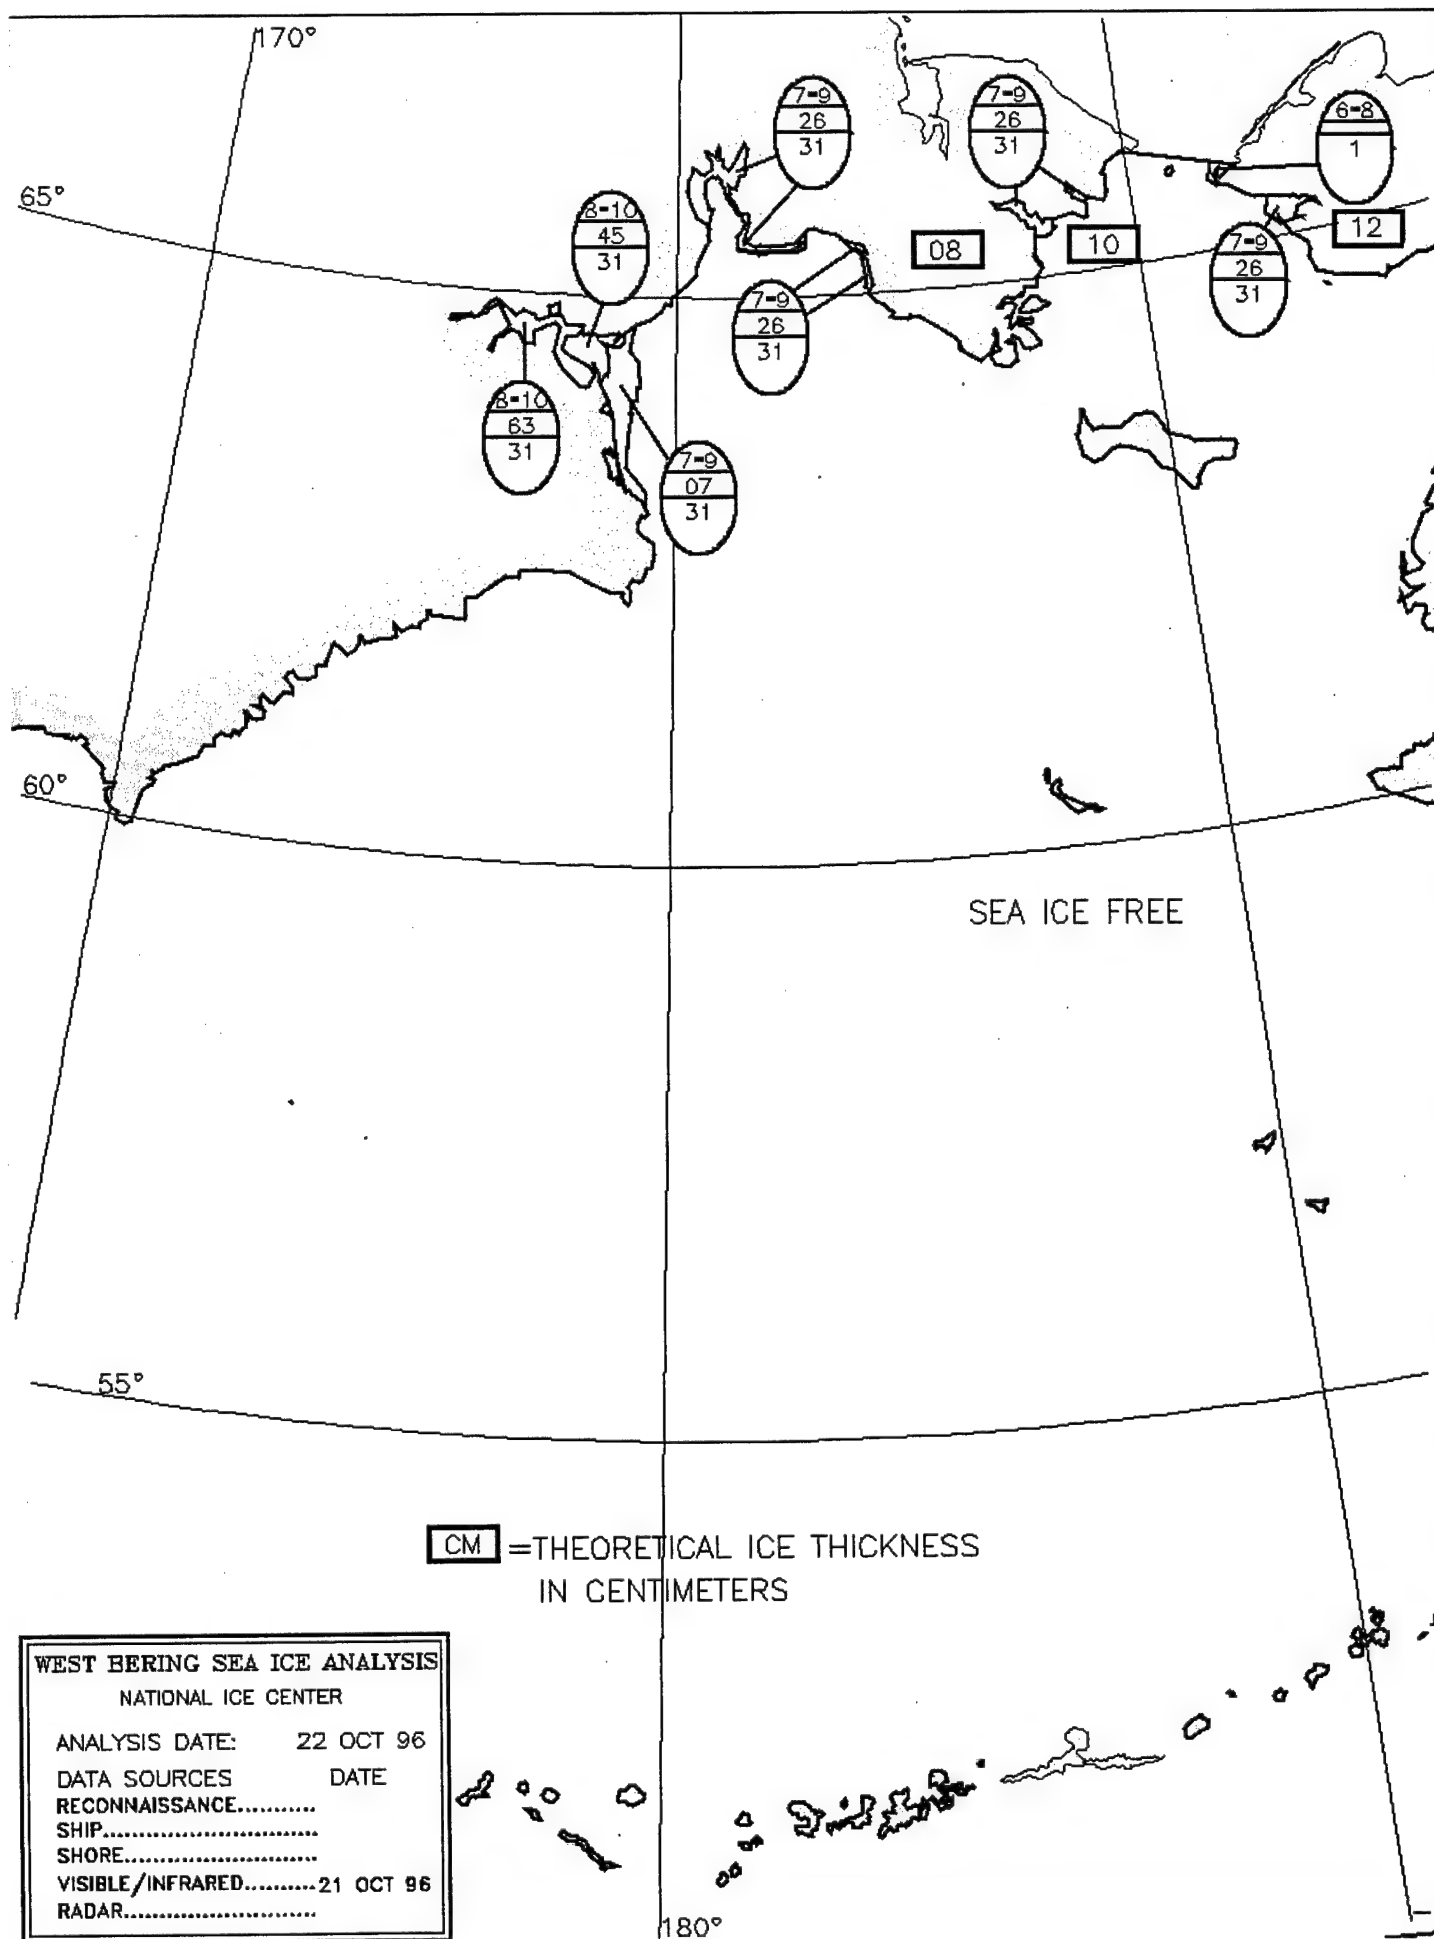 170°
7-9
26
31
7-9
26
31
6-8
1
65°
8-10
45
31
08
10
12
7-9
26
31
7-9
26
31
8-10
63
31
7-9
07
31
60°
SEA ICE FREE
55°
CM =THEORETICAL ICE THICKNESS
IN CENTIMETERS
WEST BERING SEA ICE ANALYSIS
NATIONAL ICE CENTER
ANALYSIS DATE: 22 OCT 96
DATA SOURCES DATE
RECONNAISSANCE...........
SHIP............................
SHORE.........................
VISIBLE/INFRARED..........21 OCT 96
RADAR.........................
180°